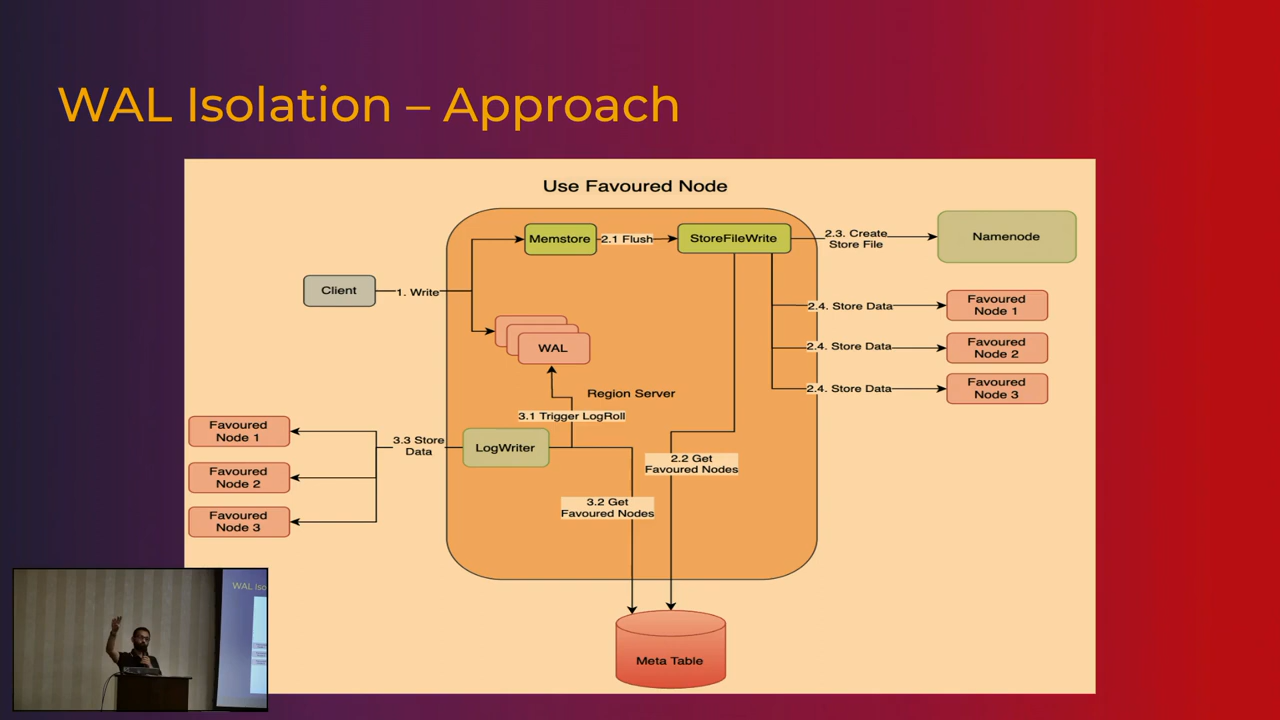 WAL Isolation – Approach
Use Favoured Node
Memstore
2.1 Flush
StoreFileWrite
2.3. Create
Store File
Namenode
Client
1. Write
2.4. Store Data
Favoured
Node 1
WAL
2.4. Store Data
Favoured
Node 2
Region Server
2.4. Store Data
Favoured
Node 3
3.1 Trigger LogRoll
Favoured
Node 1
3.3 Store
Data
LogWriter
2.2 Get
Favoured Nodes
Favoured
Node 2
3.2 Get
Favoured Nodes
Favoured
Node 3
WAL Iso
Meta Table